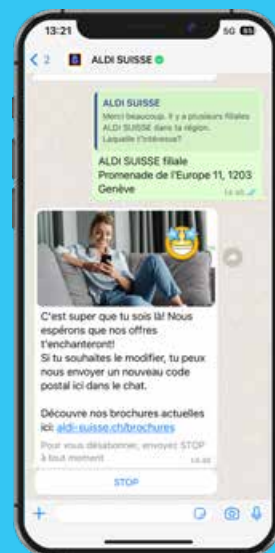 13:21
5G
2
ALDI SUISSE
ALDI SUISSE
Merci beaucoup. Il y a plusieurs filiales
ALDI SUISSE dans ta région.
Laquelle t'intéresse?
ALDI SUISSE filiale
Promenade de l'Europe 11, 1203
Genève
C'est super que tu sois là! Nous
espérons que nos offres
t'enchanteront!
Si tu souhaites le modifier, tu peux
nous envoyer un nouveau code
postal ici dans le chat.
Découvre nos brochures actuelles
ici: aldi-suisse.ch/brochures
Pour vous désabonner, envoyez STOP
à tout moment
STOP